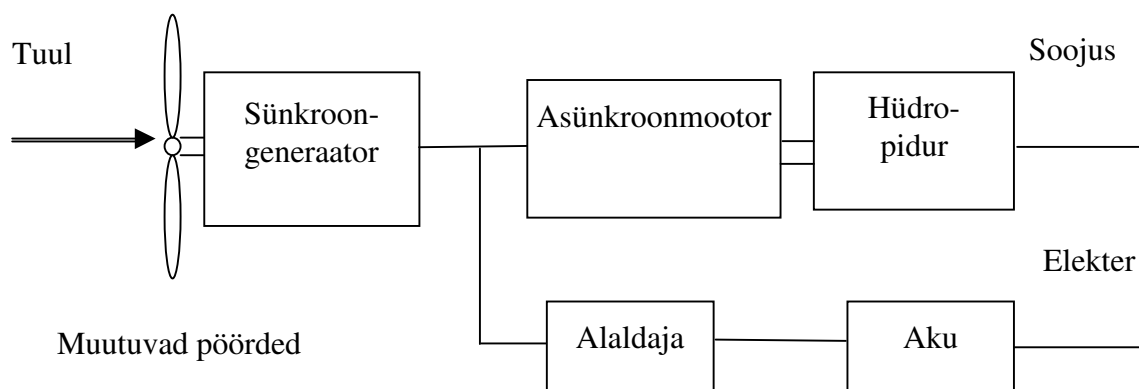 Tuul
Sünkroon-
generaator
Asünkroonmootor
Hüdro-
pidur
Soojus
Elekter
Muutuvad pöörded
Alaldaja
Aku